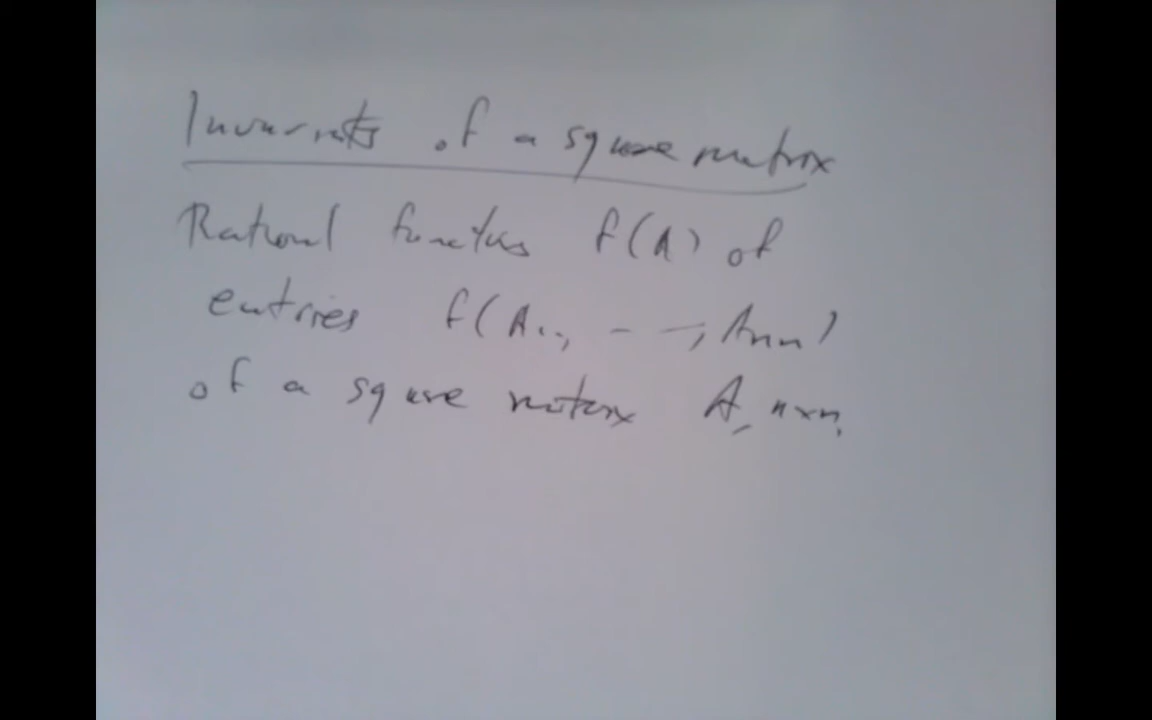 Invariants of a square matrix
Rational functions f(A) of
entries f(A₁₁, - - -, Ann)
of a square matrix A, n×n.